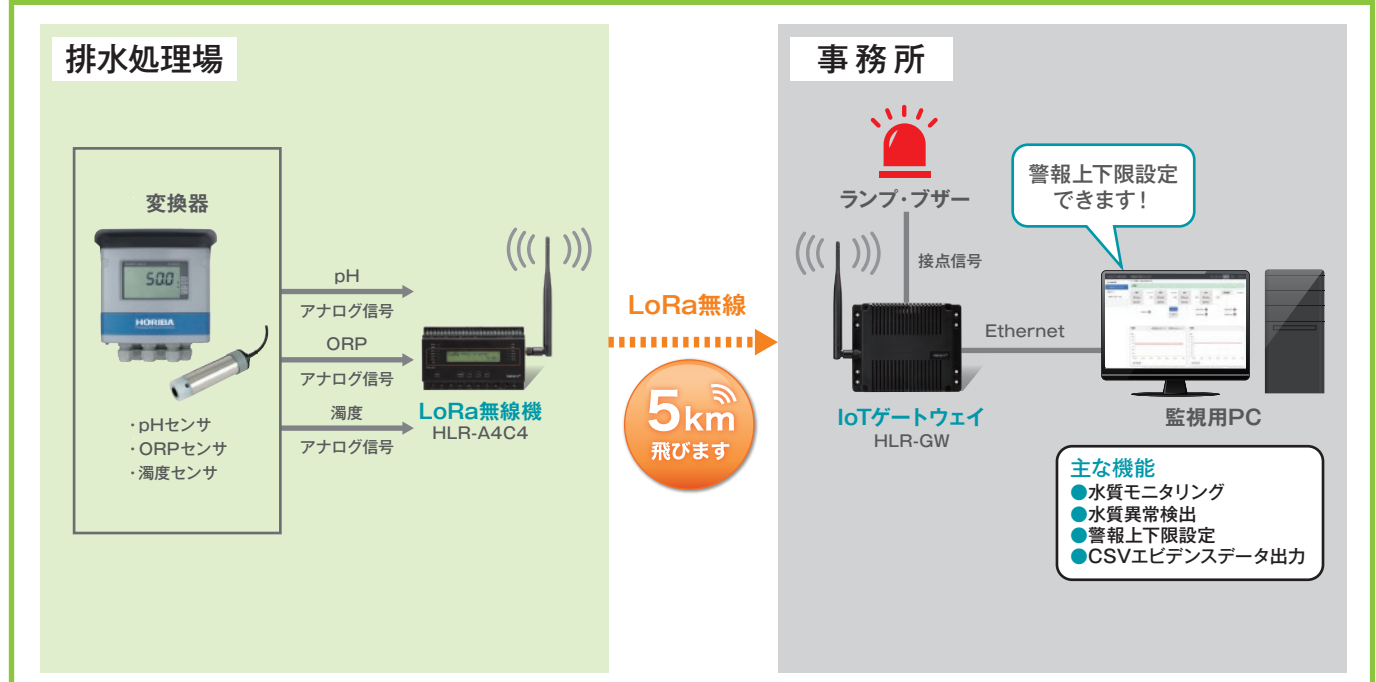 排水処理場
変換器
50.0
HORIBA
・pHセンサ
・ORPセンサ
・濁度センサ
pH
アナログ信号
ORP
アナログ信号
濁度
アナログ信号
LoRa無線機
HLR-A4C4
LoRa無線
5km
飛びます
事務所
ランプ・ブザー
接点信号
IoTゲートウェイ
HLR-GW
Ethernet
警報上下限設定
できます!
監視用PC
主な機能
●水質モニタリング
●水質異常検出
●警報上下限設定
●CSVエビデンスデータ出力